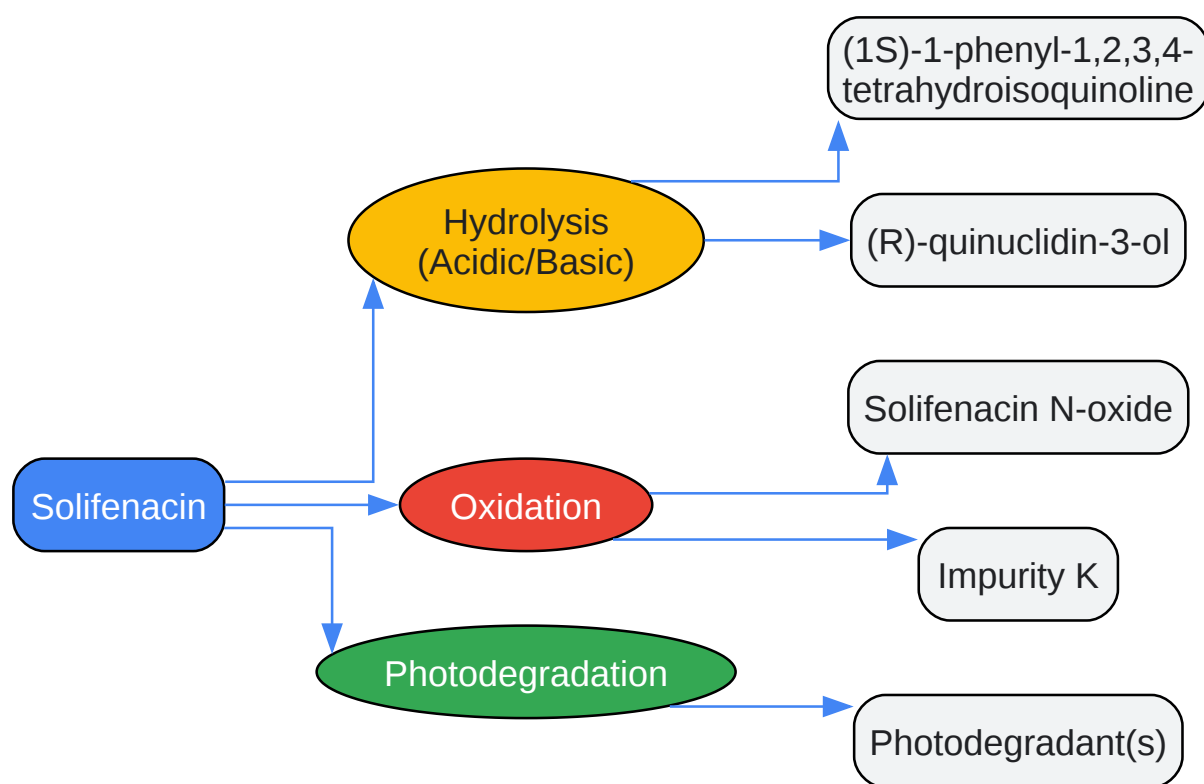 (1S)-1-phenyl-1,2,3,4-
tetrahydroisoquinoline
Hydrolysis
(Acidic/Basic)
(R)-quinuclidin-3-ol
Solifenacin N-oxide
Solifenacin
Oxidation
Impurity K
Photodegradation
Photodegradant(s)